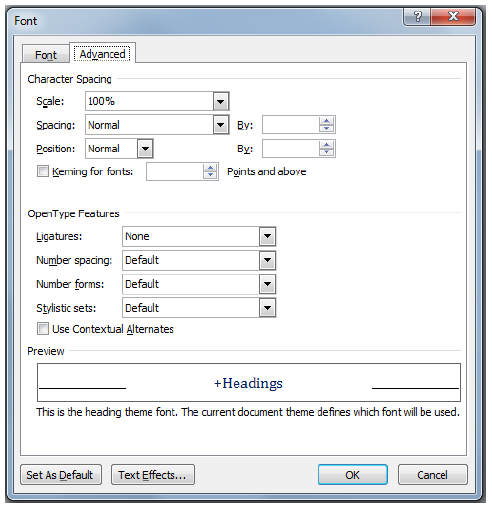 Font
?
Font Advanced
Character Spacing
Scale: 100%
Spacing: Normal By:
Position: Normal By:
Kerning for fonts: Points and above
OpenType Features
Ligatures: None
Number spacing: Default
Number forms: Default
Stylistic sets: Default
Use Contextual Alternates
Preview
+Headings
This is the heading theme font. The current document theme defines which font will be used.
Set As Default Text Effects... OK Cancel